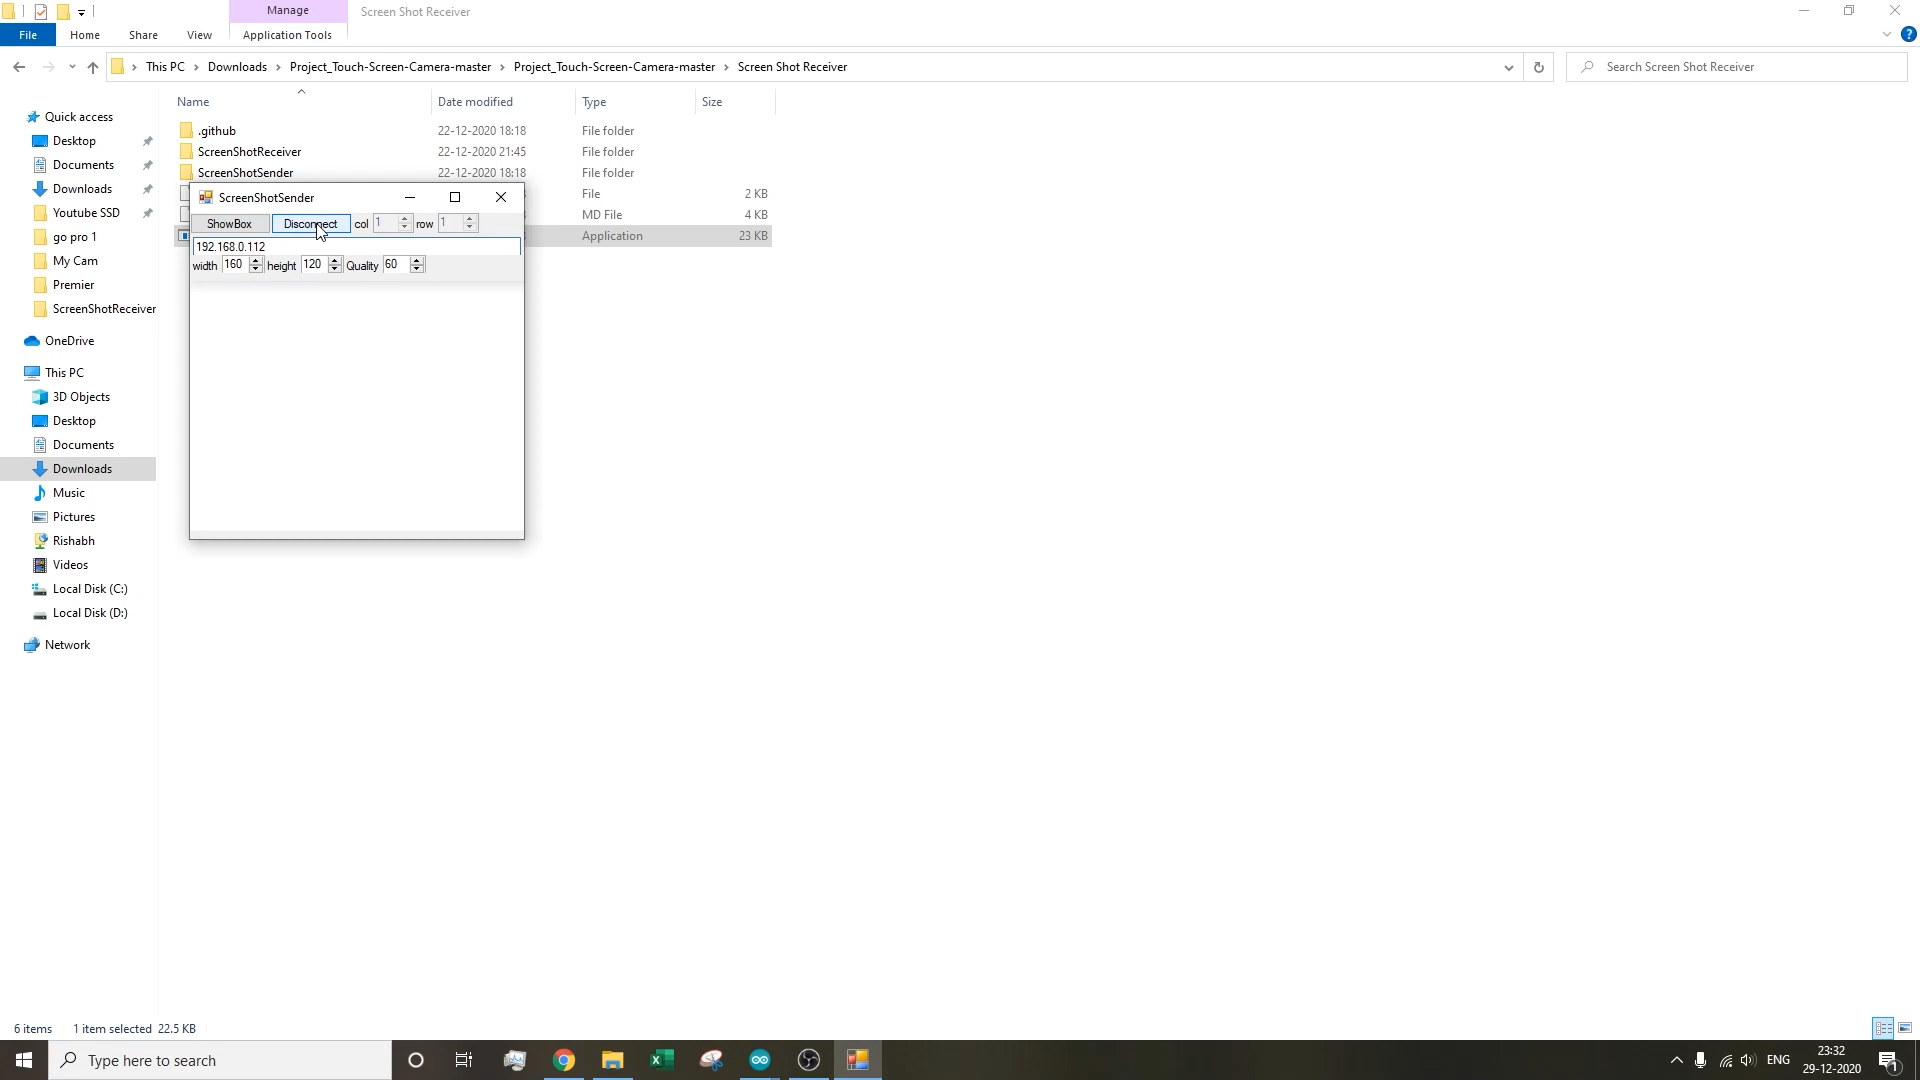 Manage
Screen Shot Receiver
File
Home
Share
View
Application Tools
This PC > Downloads > Project_Touch-Screen-Camera-master > Project_Touch-Screen-Camera-master > Screen Shot Receiver
Search Screen Shot Receiver
Name Date modified Type Size
.github 22-12-2020 18:18 File folder
ScreenShotReceiver 22-12-2020 21:45 File folder
ScreenShotSender 22-12-2020 18:18 File folder
File 2 KB
MD File 4 KB
Application 23 KB
ScreenShotSender
ShowBox Disconnect col 1 row 1
192.168.0.112
width 160 height 120 Quality 60
Quick access
Desktop
Documents
Downloads
Youtube SSD
go pro 1
My Cam
Premier
ScreenShotReceiver
OneDrive
This PC
3D Objects
Desktop
Documents
Downloads
Music
Pictures
Rishabh
Videos
Local Disk (C:)
Local Disk (D:)
Network
6 items 1 item selected 22.5 KB
Type here to search
ENG
23:32
29-12-2020
1